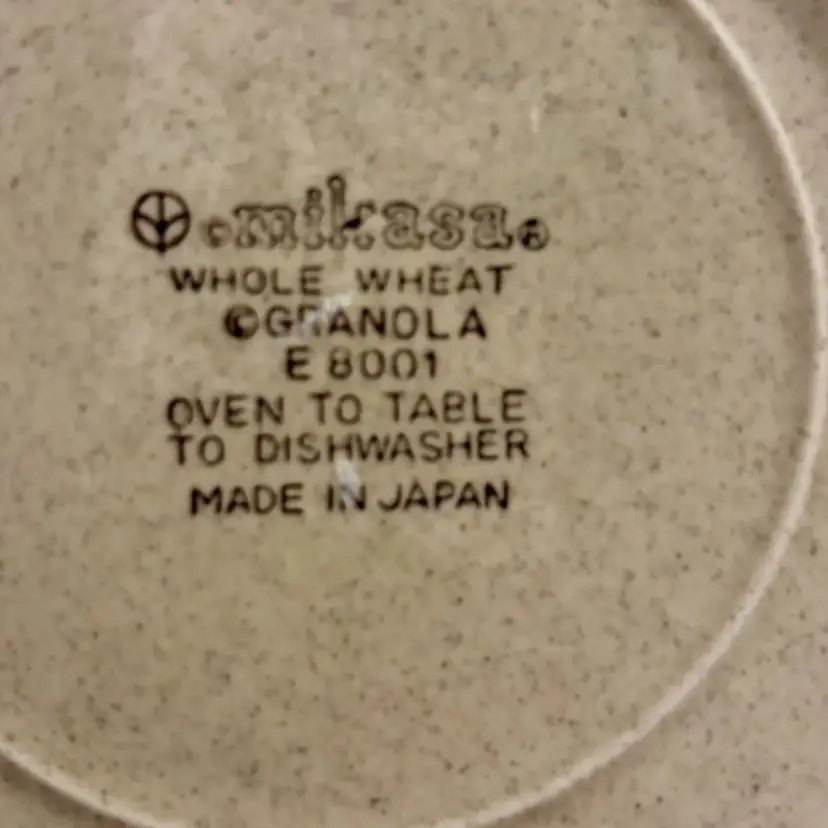 mikasa®
WHOLE WHEAT
©GRANOLA
E 8001
OVEN TO TABLE
TO DISHWASHER
MADE IN JAPAN